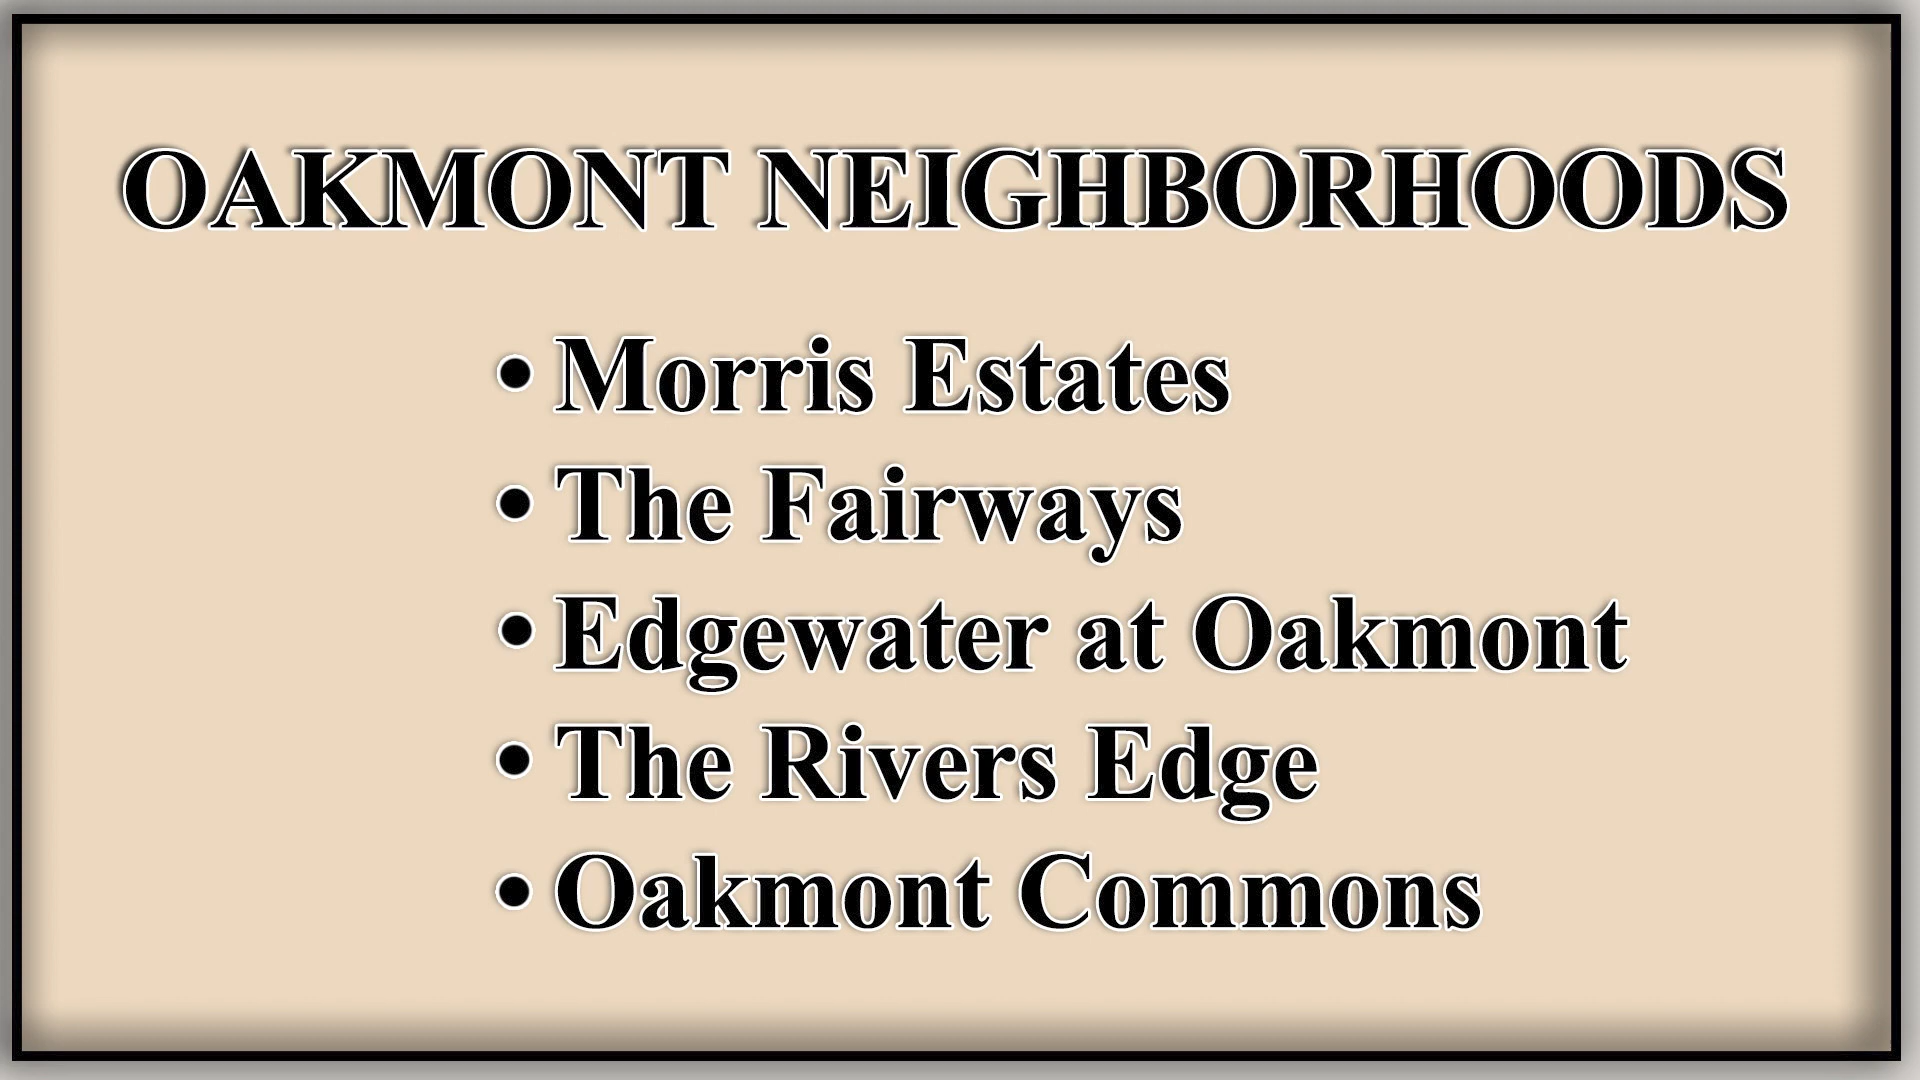 OAKMONT NEIGHBORHOODS
• Morris Estates
• The Fairways
• Edgewater at Oakmont
• The Rivers Edge
• Oakmont Commons